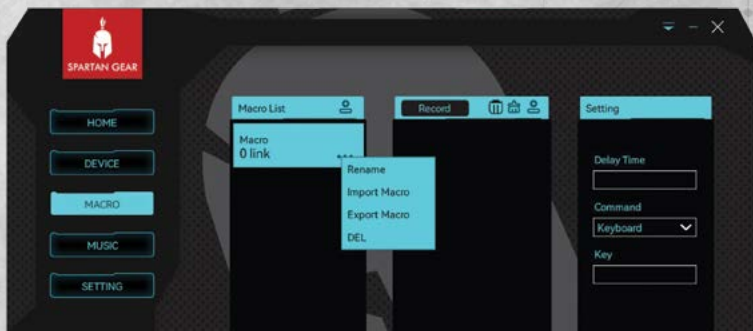 SPARTAN GEAR
HOME
DEVICE
MACRO
MUSIC
SETTING
Macro List
Macro
0 link
Rename
Import Macro
Export Macro
DEL
Record
Setting
Delay Time
Command
Keyboard
Key